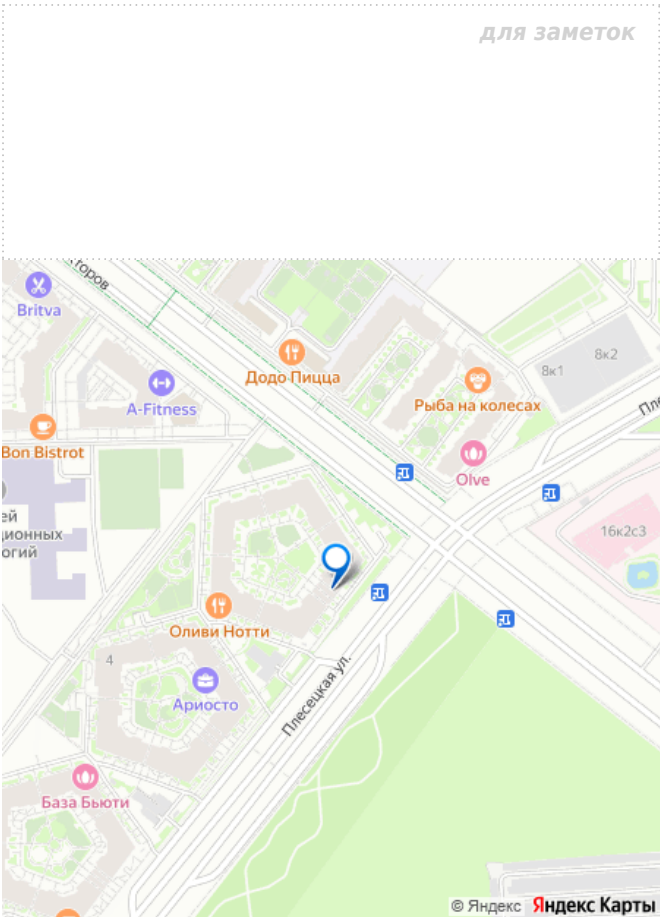 для заметок
торов
Britva
Додо Пицца
8к2
8к1
A-Fitness
Рыба на колесах
Пле
Bon Bistrot
Olve
ей
ционных
огий
16к2с3
Оливи Нотти
4
Ариосто
Плесецкая ул.
База Бьюти
© Яндекс Яндекс Карты